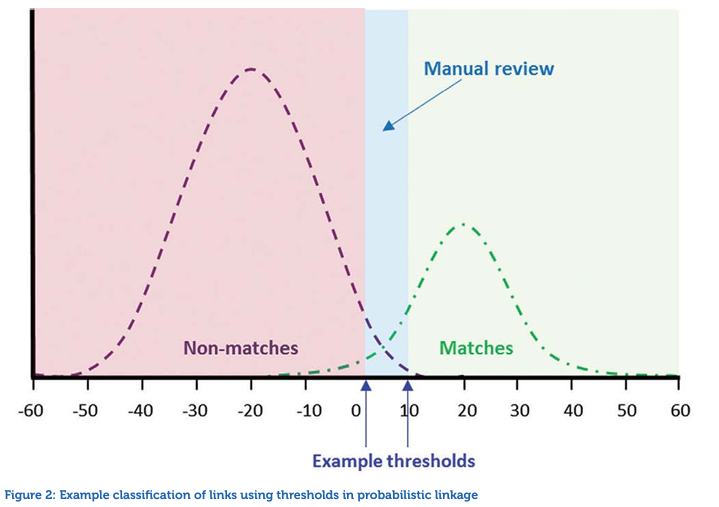 Manual review
Non-matches
Matches
-60 -50 -40 -30 -20 -10 0 10 20 30 40 50 60
Example thresholds
Figure 2: Example classification of links using thresholds in probabilistic linkage